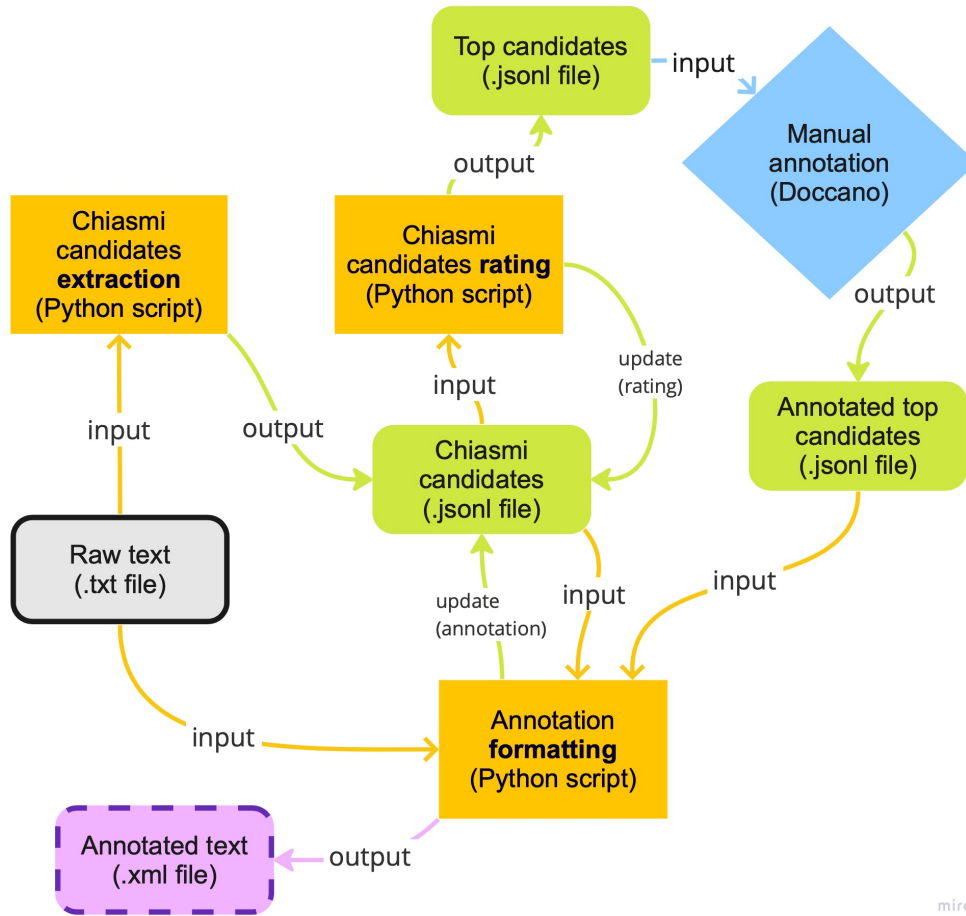 Top candidates
(.jsonl file)
input
Manual
annotation
(Doccano)
output
Chiasmi
candidates
extraction
(Python script)
Chiasmi
candidates rating
(Python script)
output
input
update
(rating)
input
output
Annotated top
candidates
(.jsonl file)
Chiasmi
candidates
(.jsonl file)
Raw text
(.txt file)
input
input
update
(annotation)
input
Annotation
formatting
(Python script)
Annotated text
(.xml file)
output